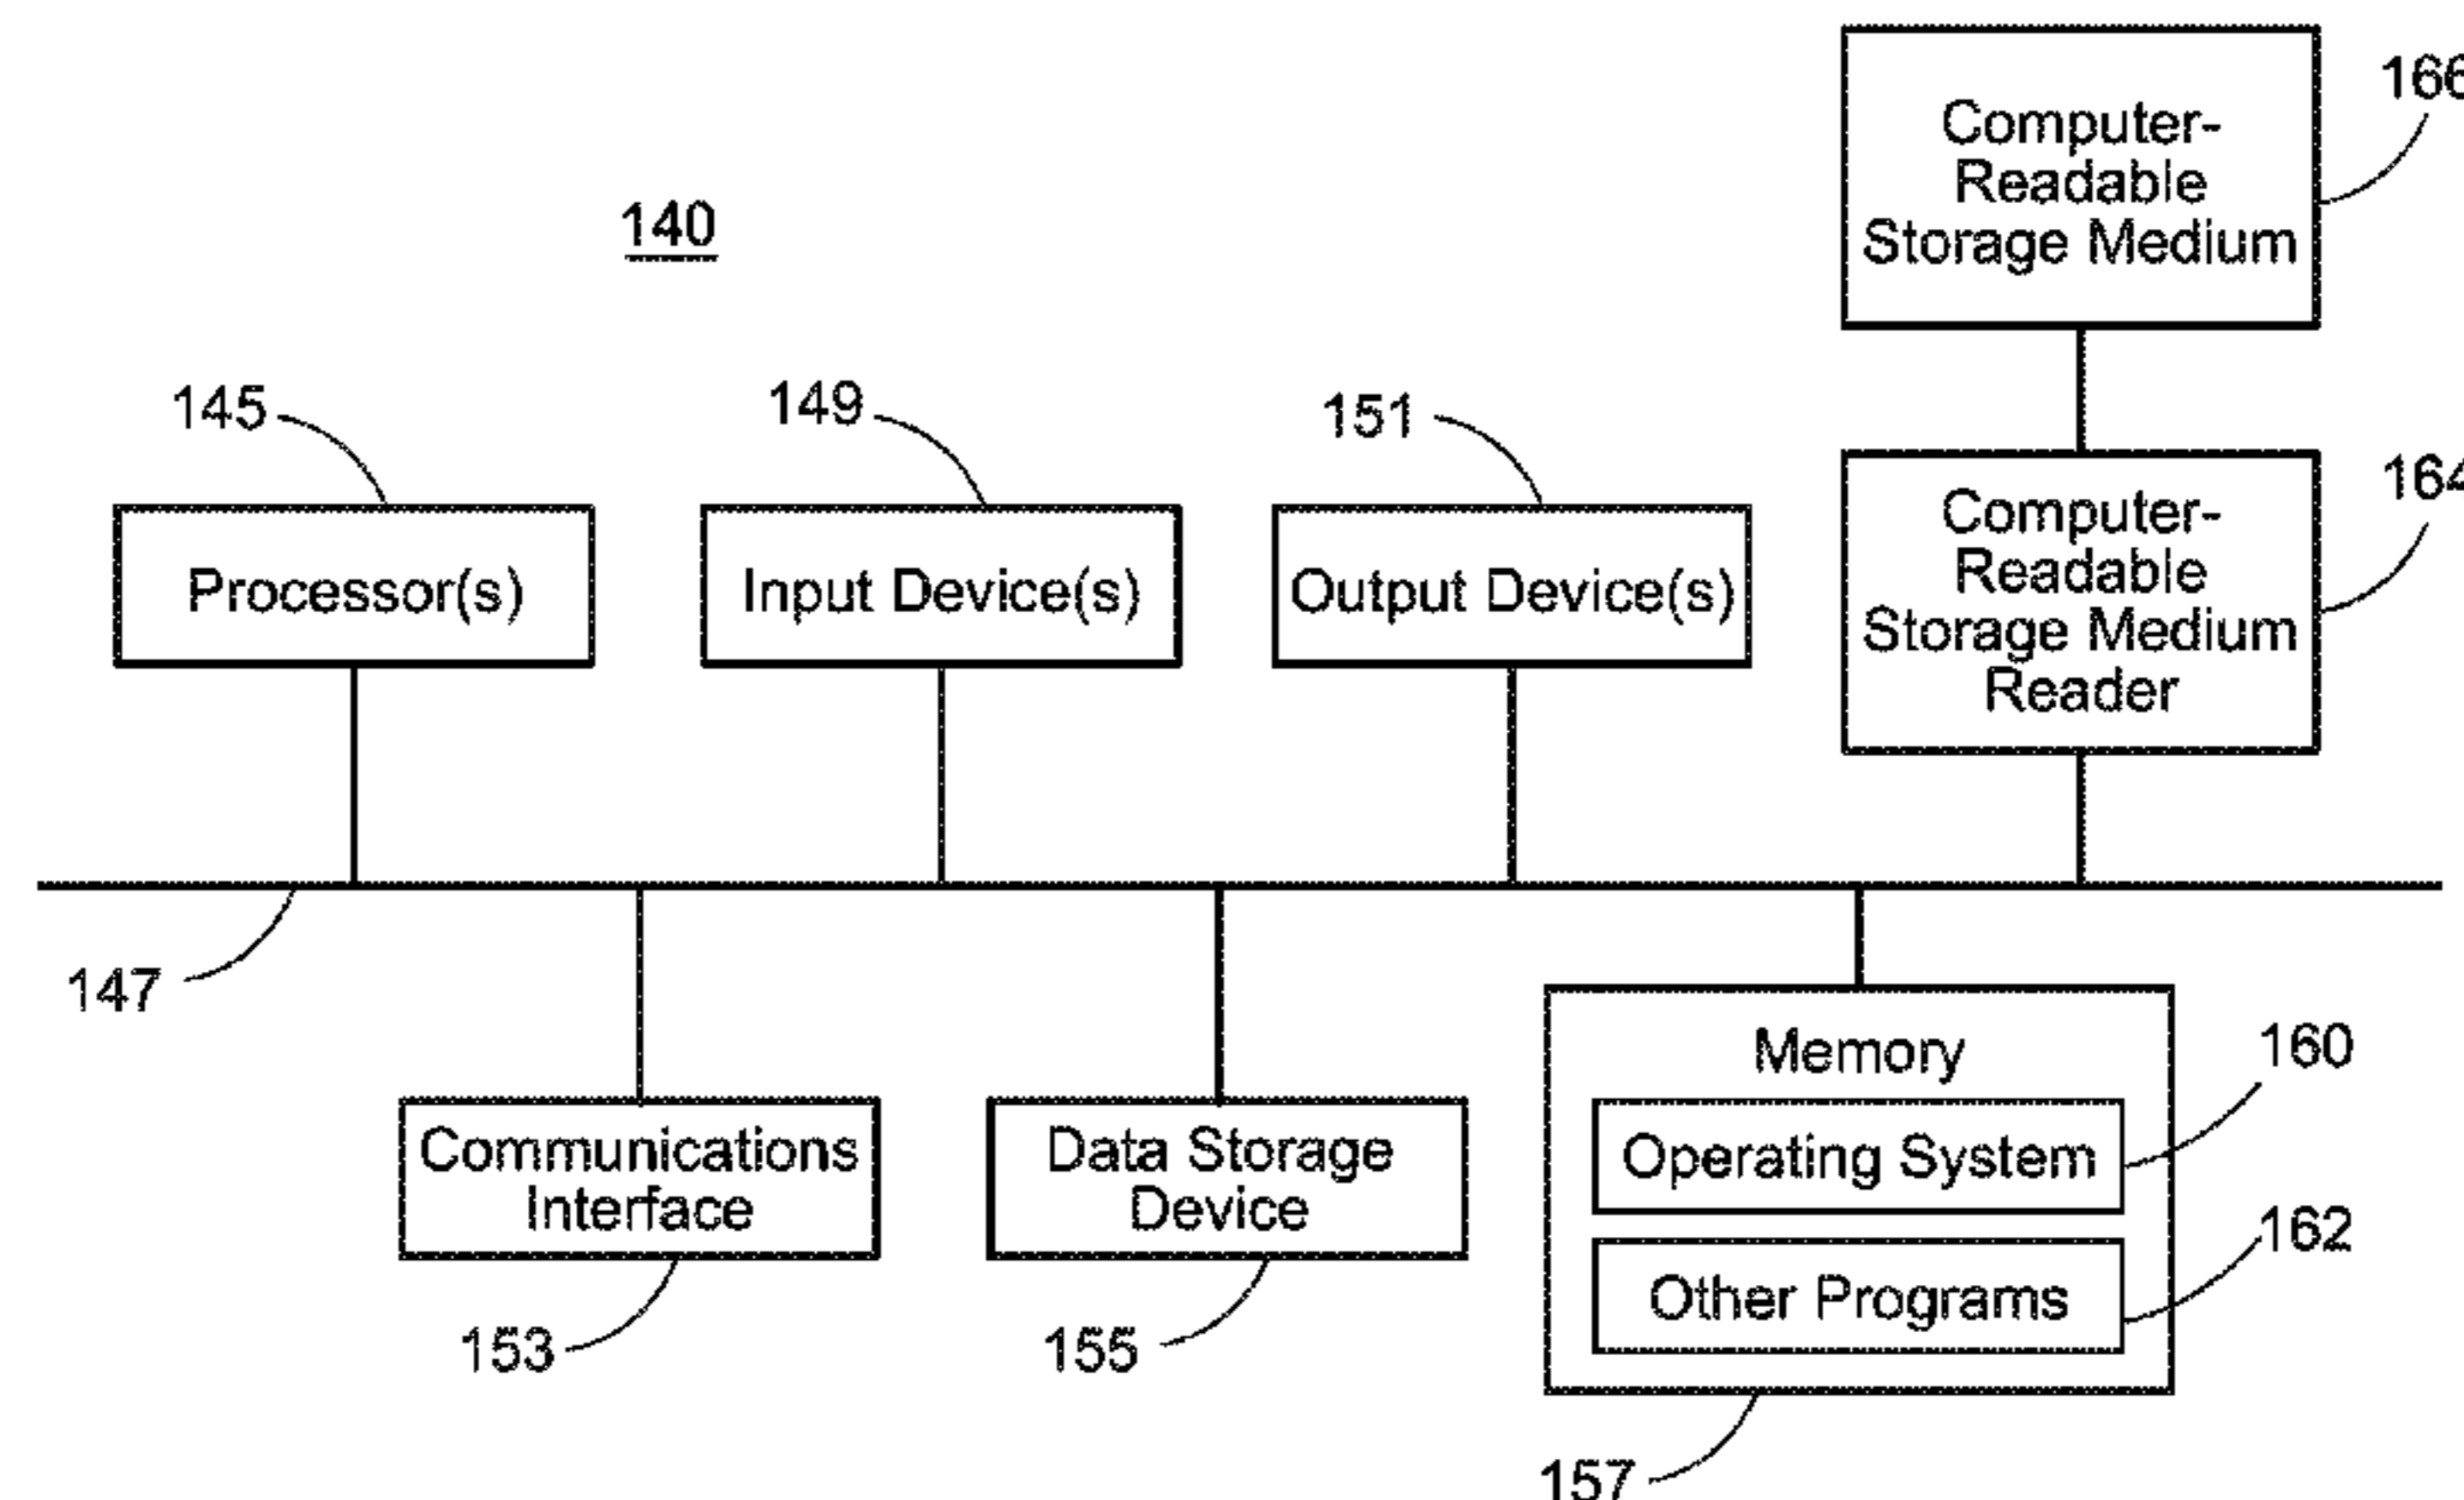 166
Computer-
Readable
Storage Medium
140
145
149
151
164
Computer-
Readable
Storage Medium
Reader
Processor(s)
Input Device(s)
Output Device(s)
147
Memory
160
Communications
Interface
Data Storage
Device
Operating System
162
Other Programs
153
155
157